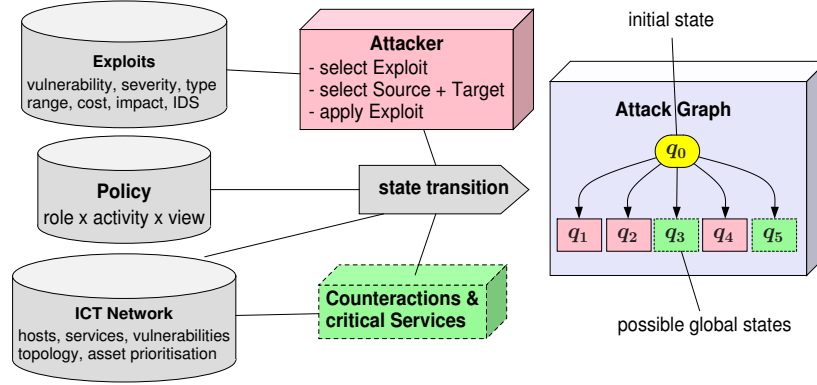 Exploits
vulnerability, severity, type
range, cost, impact, IDS
Attacker
- select Exploit
- select Source + Target
- apply Exploit
Policy
role x activity x view
state transition
ICT Network
hosts, services, vulnerabilities
topology, asset prioritisation
Counteractions &
critical Services
initial state
Attack Graph
q0
q1 q2 q3 q4 q5
possible global states